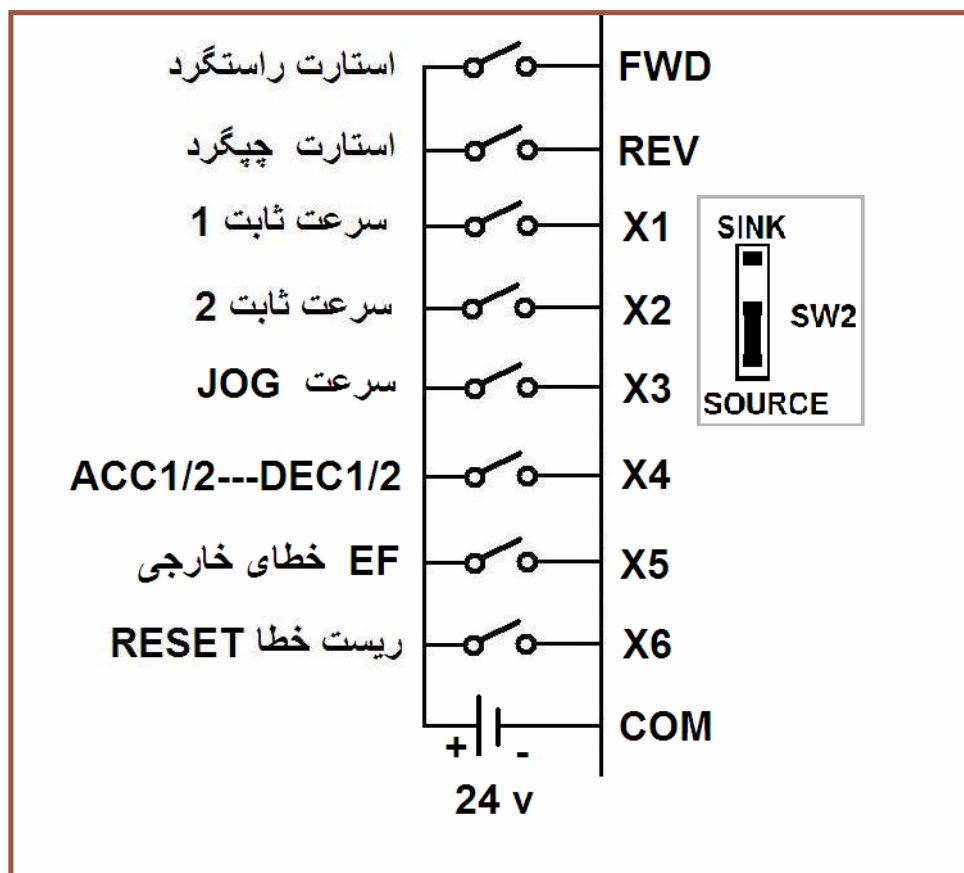 استارت راستگرد FWD
استارت چپگرد REV
سرعت ثابت 1 X1
سرعت ثابت 2 X2
سرعت JOG X3
ACC1/2---DEC1/2 X4
خطای خارجی EF X5
ریست خطا RESET X6
COM
+ -
24 v
SINK
SW2
SOURCE